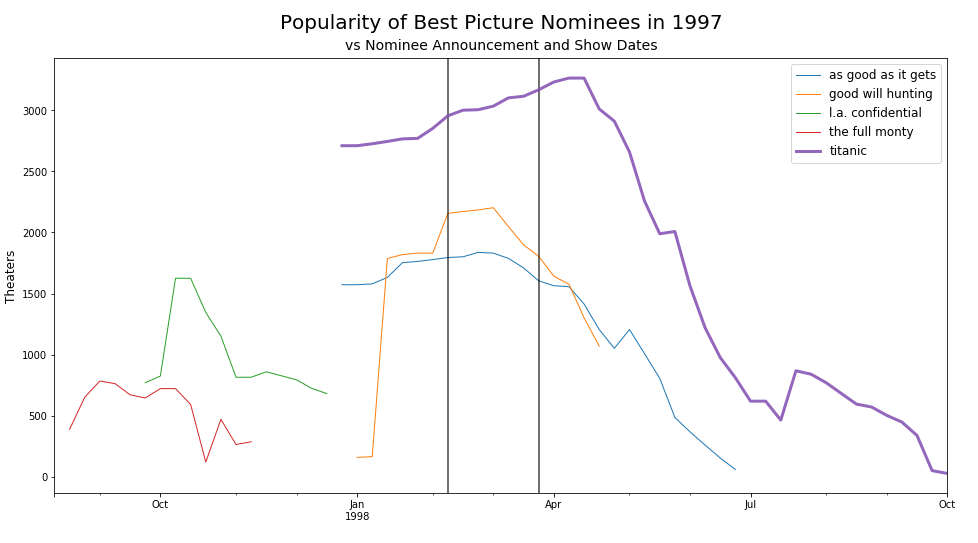 Popularity of Best Picture Nominees in 1997
vs Nominee Announcement and Show Dates
as good as it gets
good will hunting
l.a. confidential
the full monty
titanic
Theaters
3000
2500
2000
1500
1000
500
0
Oct
Jan
1998
Apr
Jul
Oct